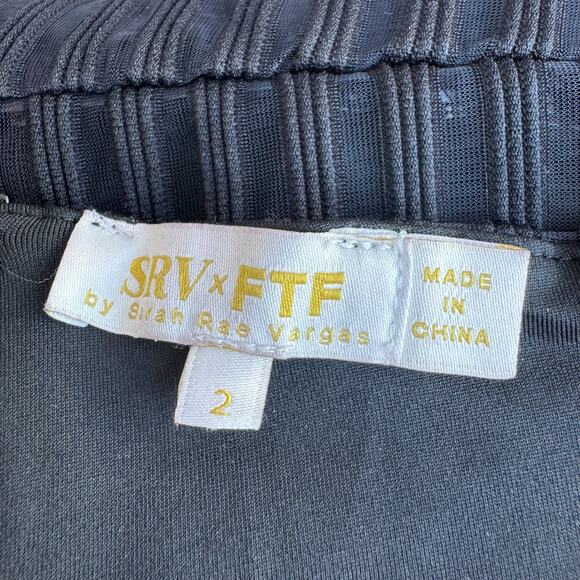 SRV x FTF
by Sarah Rae Vargas
MADE
IN
CHINA
2